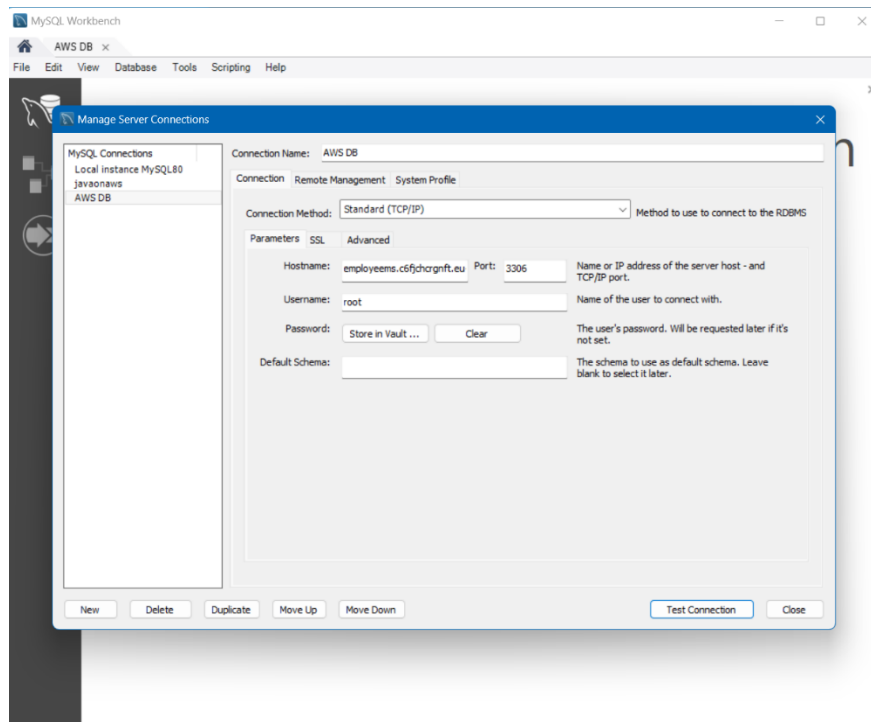 MySQL Workbench
AWS DB
File Edit View Database Tools Scripting Help
Manage Server Connections
MySQL Connections
Local instance MySQL80
javaonaws
AWS DB
Connection Name: AWS DB
Connection Remote Management System Profile
Connection Method: Standard (TCP/IP) Method to use to connect to the RDBMS
Parameters SSL Advanced
Hostname: employeems.c6fjchcrgnft.eu Port: 3306 Name or IP address of the server host - and
TCP/IP port.
Username: root Name of the user to connect with.
Password: Store in Vault ... Clear The user's password. Will be requested later if it's
not set.
Default Schema: The schema to use as default schema. Leave
blank to select it later.
New Delete Duplicate Move Up Move Down Test Connection Close